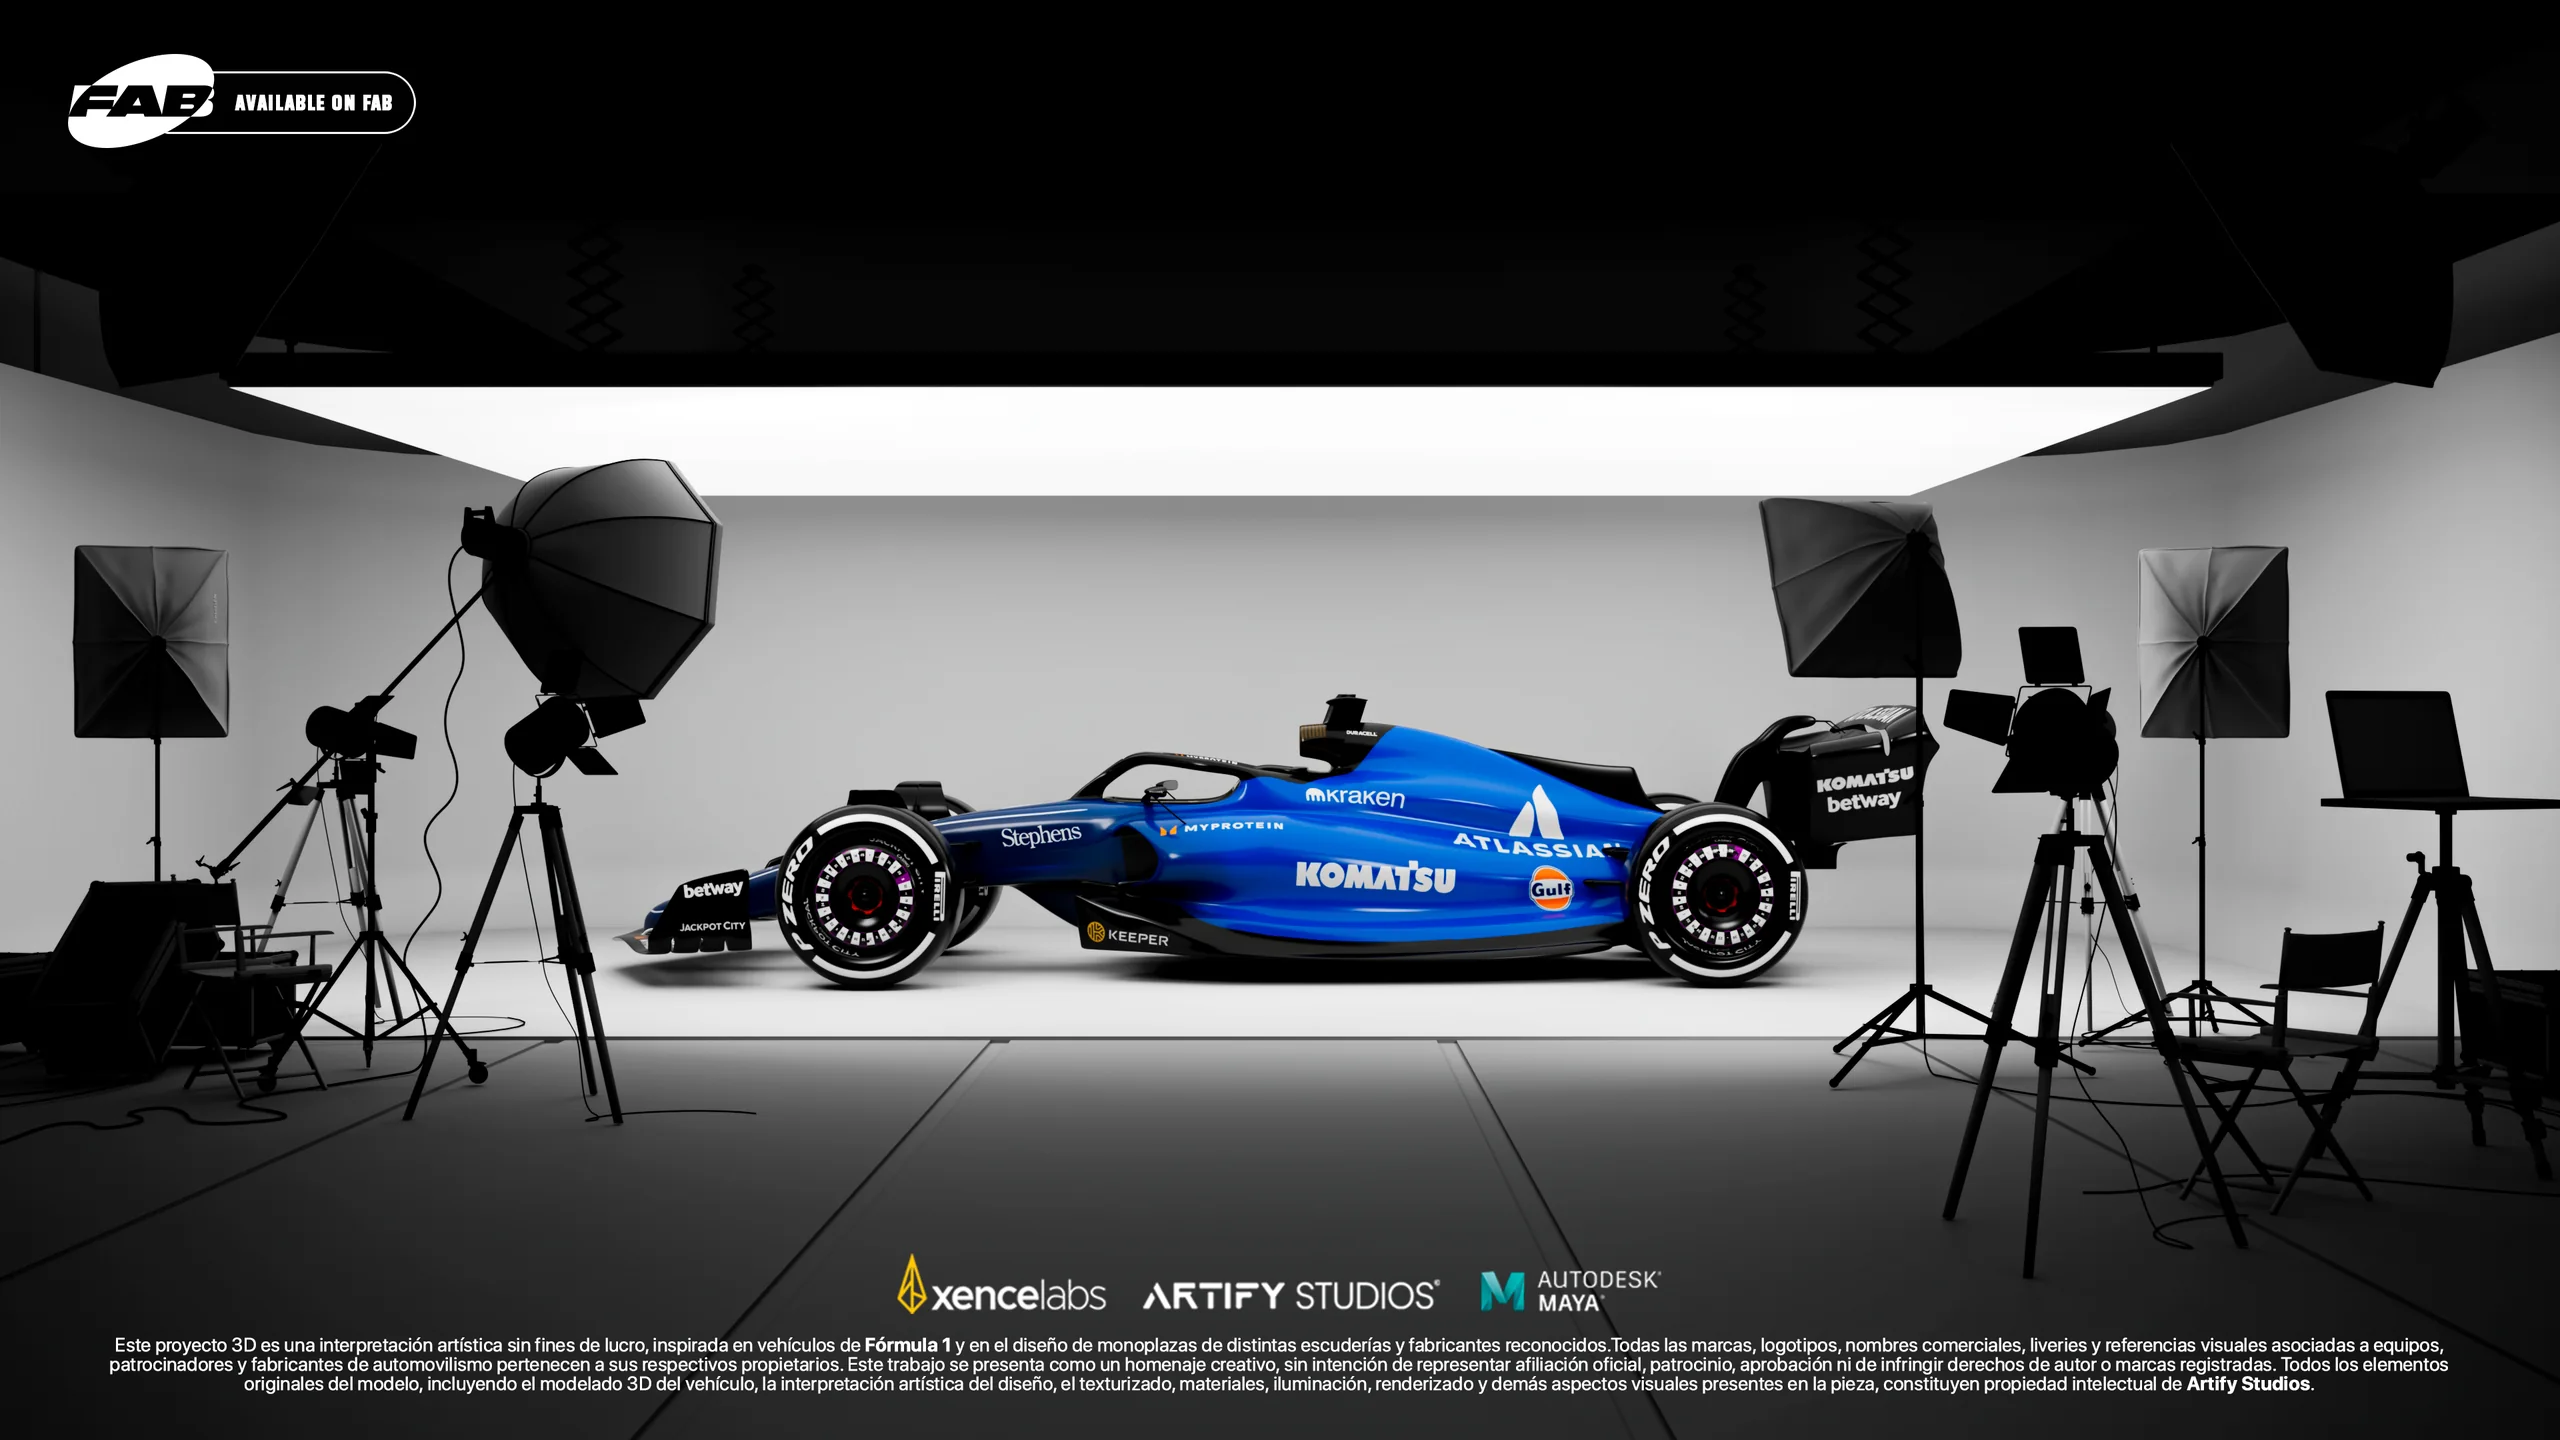 FAB AVAILABLE ON FAB
DURACELL
KOMATSU
betway
kraken
ATLASSIAN
Stephens
MYPROTEIN
KOMATSU
Gulf
betway
JACKPOT CITY
KEEPER
P ZERO
PIRELLI
P ZERO
PIRELLI
xencelabs ARTIFY STUDIOS® AUTODESK®
MAYA®
Este proyecto 3D es una interpretación artística sin fines de lucro, inspirada en vehículos de Fórmula 1 y en el diseño de monoplazas de distintas escuderías y fabricantes reconocidos.Todas las marcas, logotipos, nombres comerciales, liveries y referencias visuales asociadas a equipos,
patrocinadores y fabricantes de automovilismo pertenecen a sus respectivos propietarios. Este trabajo se presenta como un homenaje creativo, sin intención de representar afiliación oficial, patrocinio, aprobación ni de infringir derechos de autor o marcas registradas. Todos los elementos
originales del modelo, incluyendo el modelado 3D del vehículo, la interpretación artística del diseño, el texturizado, materiales, iluminación, renderizado y demás aspectos visuales presentes en la pieza, constituyen propiedad intelectual de Artify Studios.